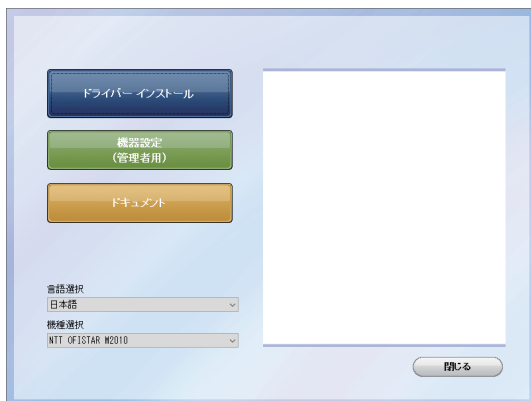 ドライバー インストール
機器設定
(管理者用)
ドキュメント
言語選択
日本語
機種選択
NTT OFISTAR M2010
閉じる